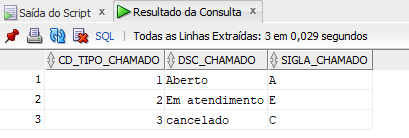 Saída do Script x Resultado da Consulta x
SQL | Todas as Linhas Extraídas: 3 em 0,029 segundos
CD_TIPO_CHAMADO DSC_CHAMADO SIGLA_CHAMADO
1 1 Aberto A
2 2 Em atendimento E
3 3 cancelado C